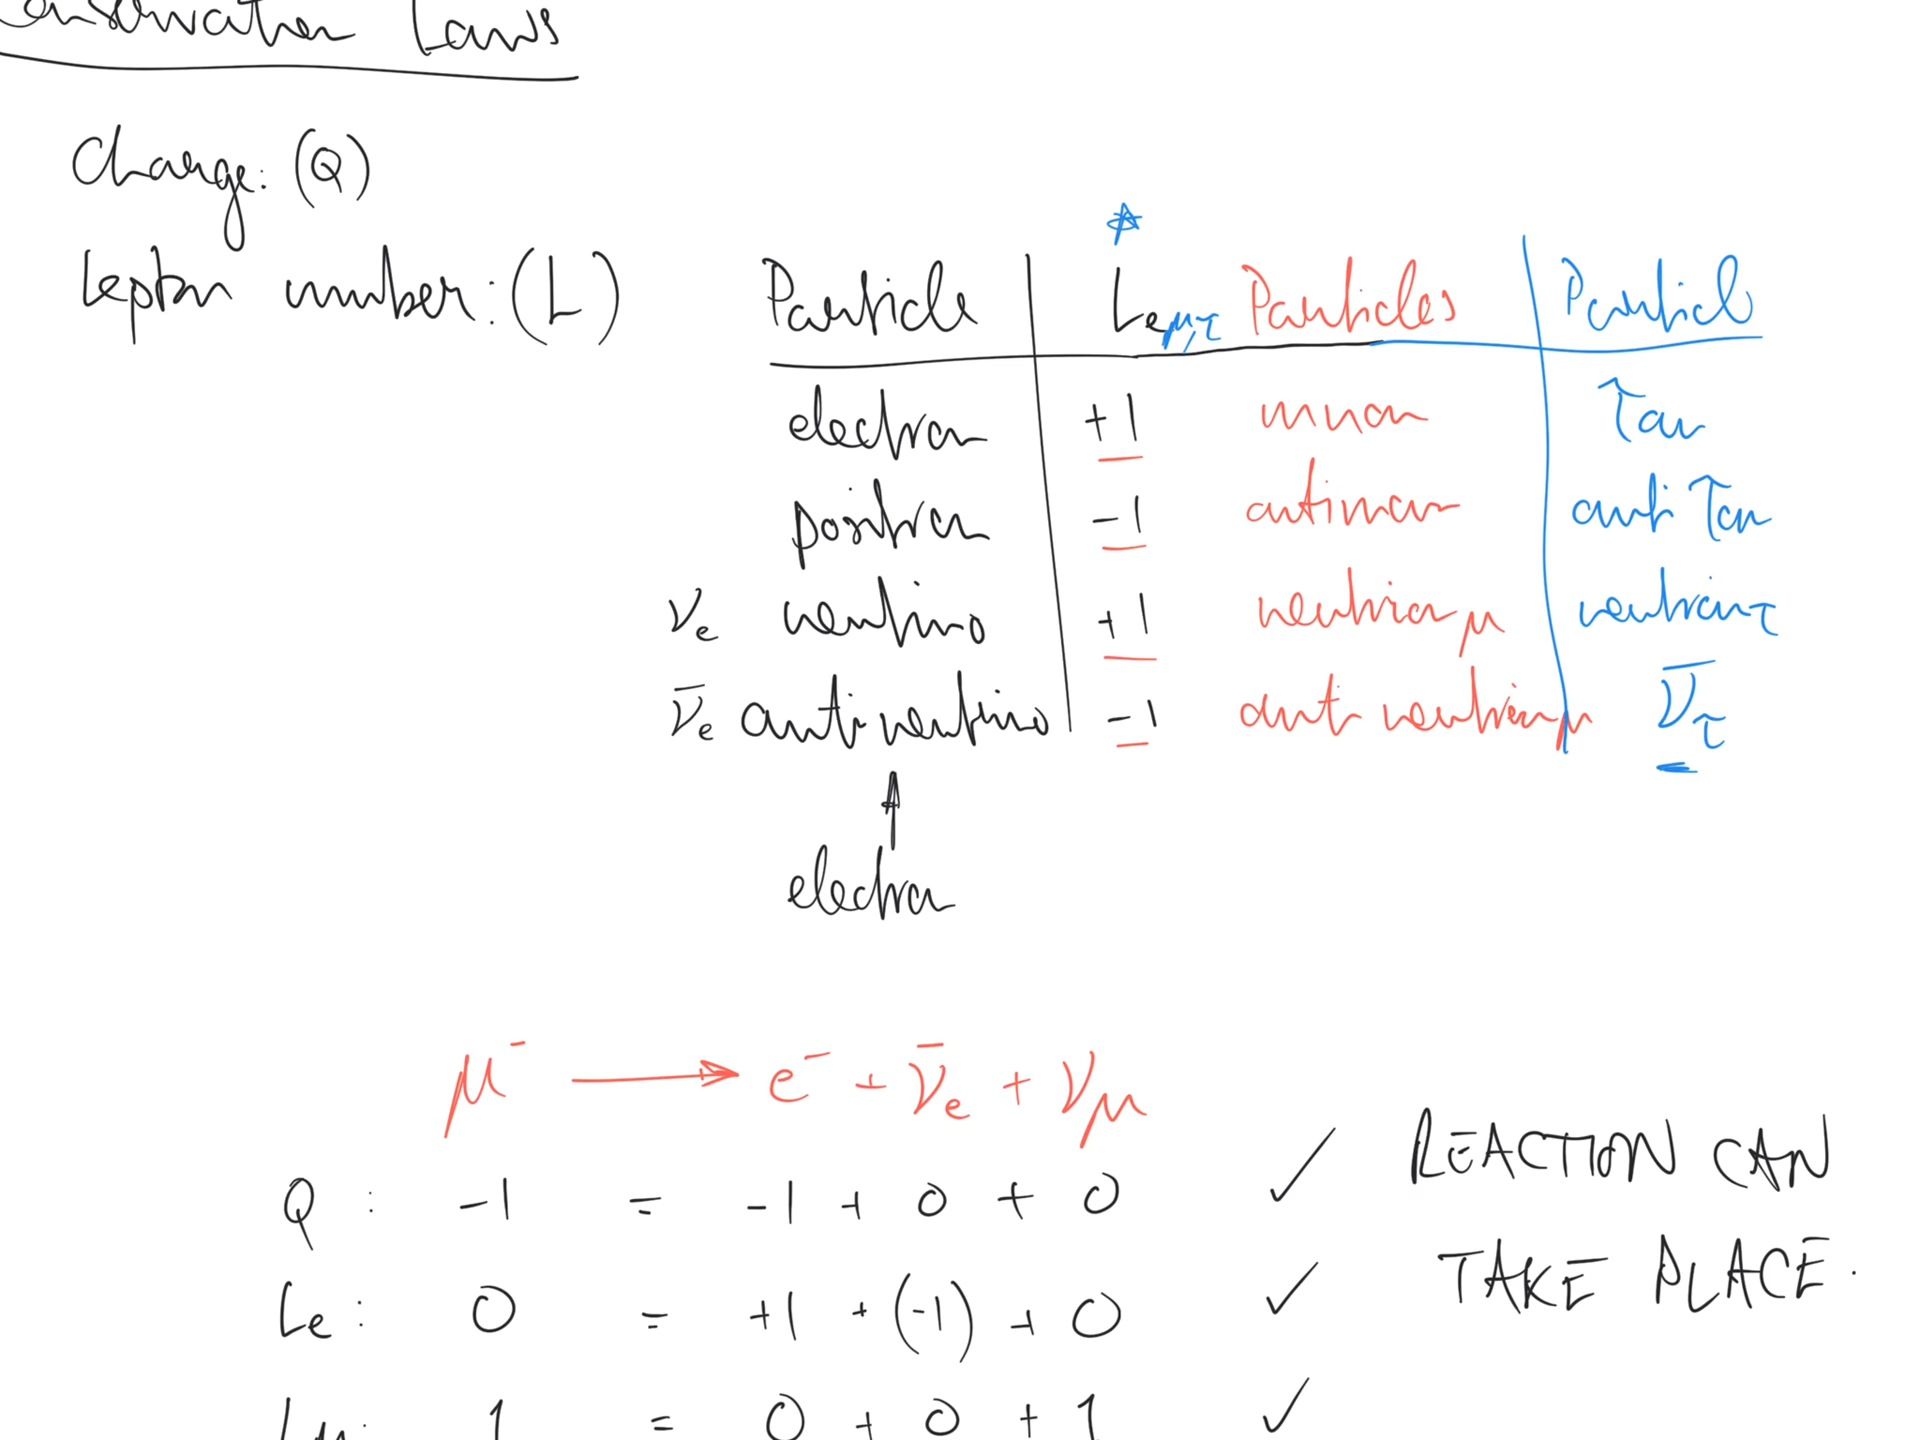 Conservation Laws
Charge: (Q)
Lepton number: (L)
Particle | Le, μ, τ Particles | Particle
electron +1 muon Tau
positron -1 antimuon anti Tau
νe neutrino +1 neutrino μ neutrino τ
ν̄e antineutrino -1 anti neutrino μ ν̄τ
electron
μ⁻ → e⁻ + ν̄e + νμ
Q : -1 = -1 + 0 + 0 ✓ REACTION CAN
Le : 0 = +1 + (-1) + 0 ✓ TAKE PLACE.
Lμ: 1 = 0 + 0 + 1 ✓